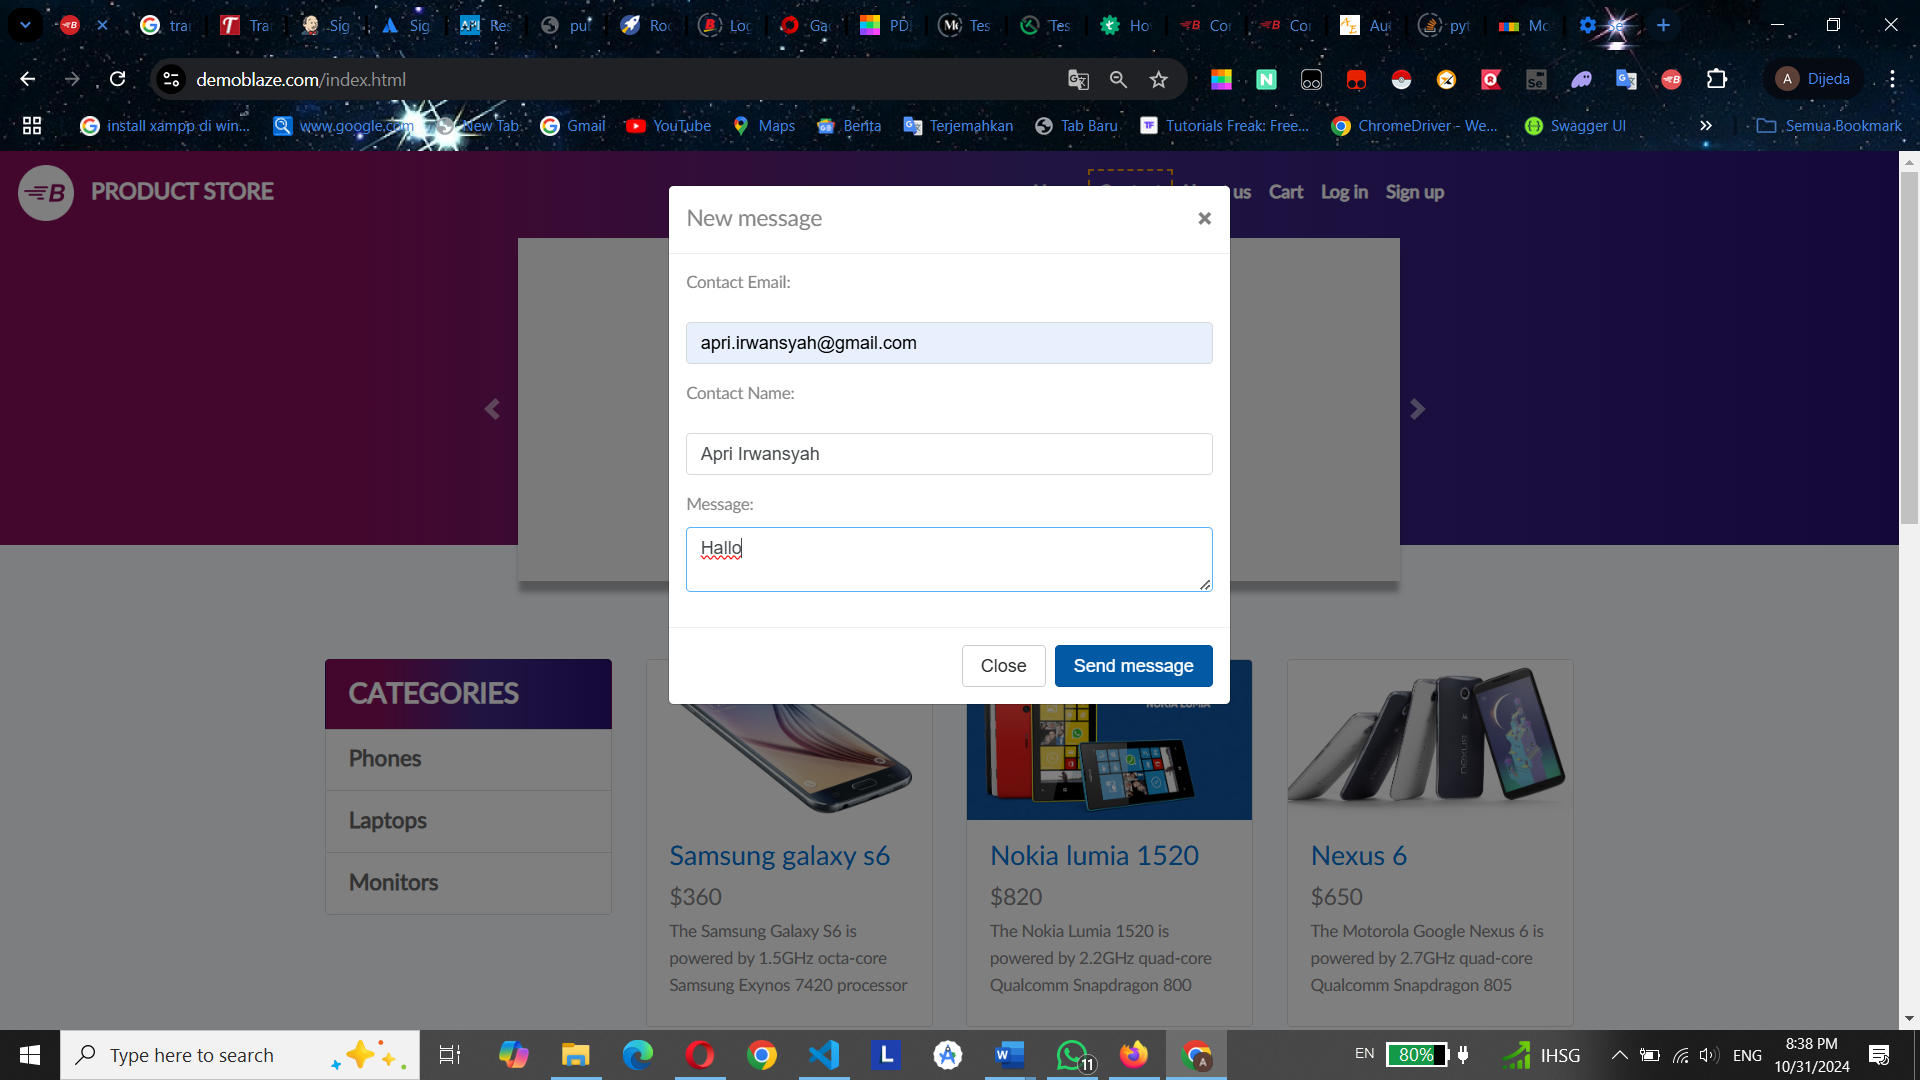 tra
Tra
Sig
Sig
Res
pu
Roc
Log
Ga
PD
Tes
Tes
Ho
Co
Co
Au
pyt
Mo
demoblaze.com/index.html
Dijeda
install xampp di win...
www.google.com
New Tab
Gmail
YouTube
Maps
Berita
Terjemahkan
Tab Baru
Tutorials Freak: Free...
ChromeDriver - We...
Swagger UI
Semua Bookmark
PRODUCT STORE
us
Cart
Log in
Sign up
New message
Contact Email:
apri.irwansyah@gmail.com
Contact Name:
Apri Irwansyah
Message:
Hallo
Close
Send message
CATEGORIES
Phones
Laptops
Monitors
Samsung galaxy s6
$360
The Samsung Galaxy S6 is
powered by 1.5GHz octa-core
Samsung Exynos 7420 processor
NOKIA LUMIA
Nokia lumia 1520
$820
The Nokia Lumia 1520 is
powered by 2.2GHz quad-core
Qualcomm Snapdragon 800
Nexus 6
$650
The Motorola Google Nexus 6 is
powered by 2.7GHz quad-core
Qualcomm Snapdragon 805
Type here to search
11
EN
80%
IHSG
ENG
8:38 PM
10/31/2024